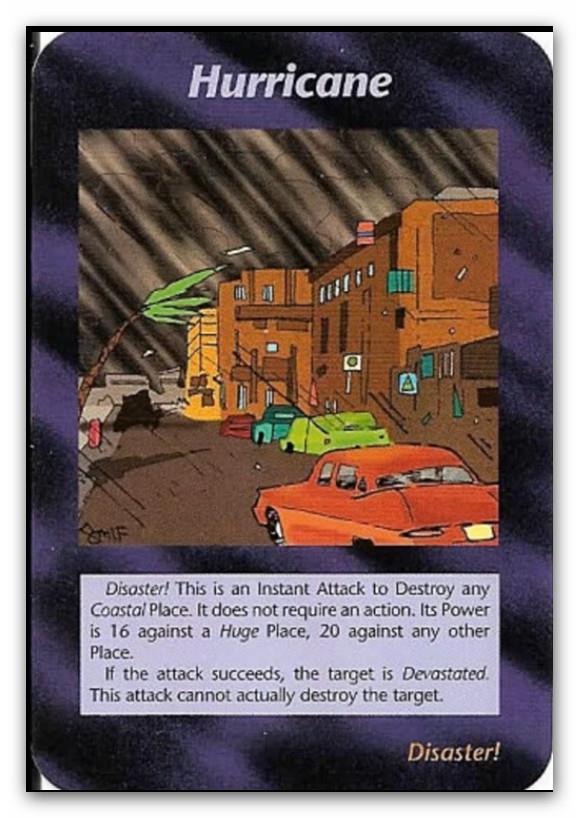 Hurricane
Disaster! This is an Instant Attack to Destroy any
Coastal Place. It does not require an action. Its Power
is 16 against a Huge Place, 20 against any other
Place.
If the attack succeeds, the target is Devastated.
This attack cannot actually destroy the target.
Disaster!